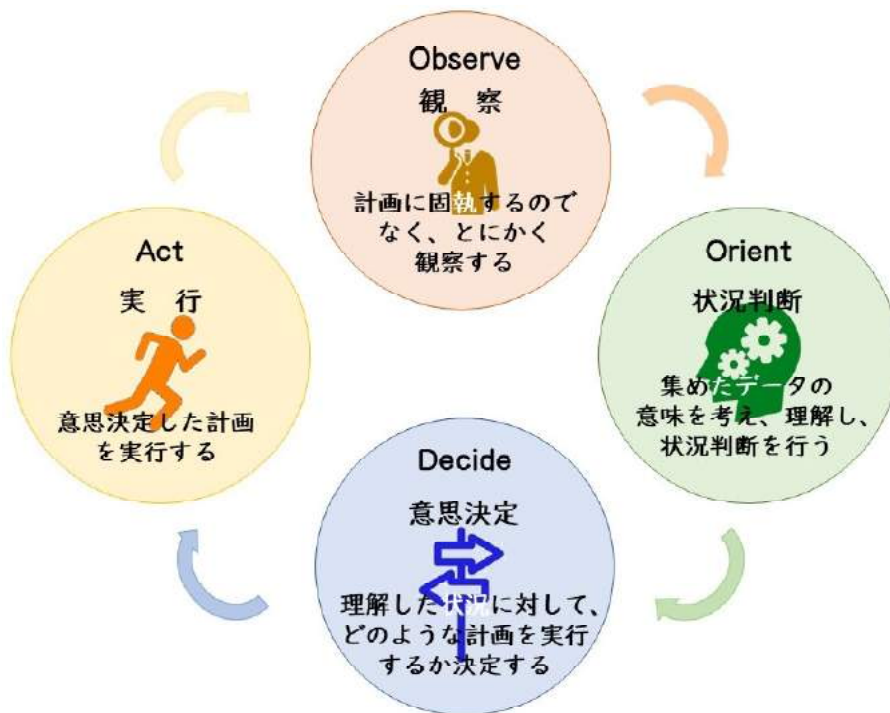 Observe
観 察
計画に固執するので
なく、とにかく
観察する
Orient
状況判断
集めたデータの
意味を考え、理解し、
状況判断を行う
Decide
意思決定
理解した状況に対して、
どのような計画を実行
するか決定する
Act
実 行
意思決定した計画
を実行する